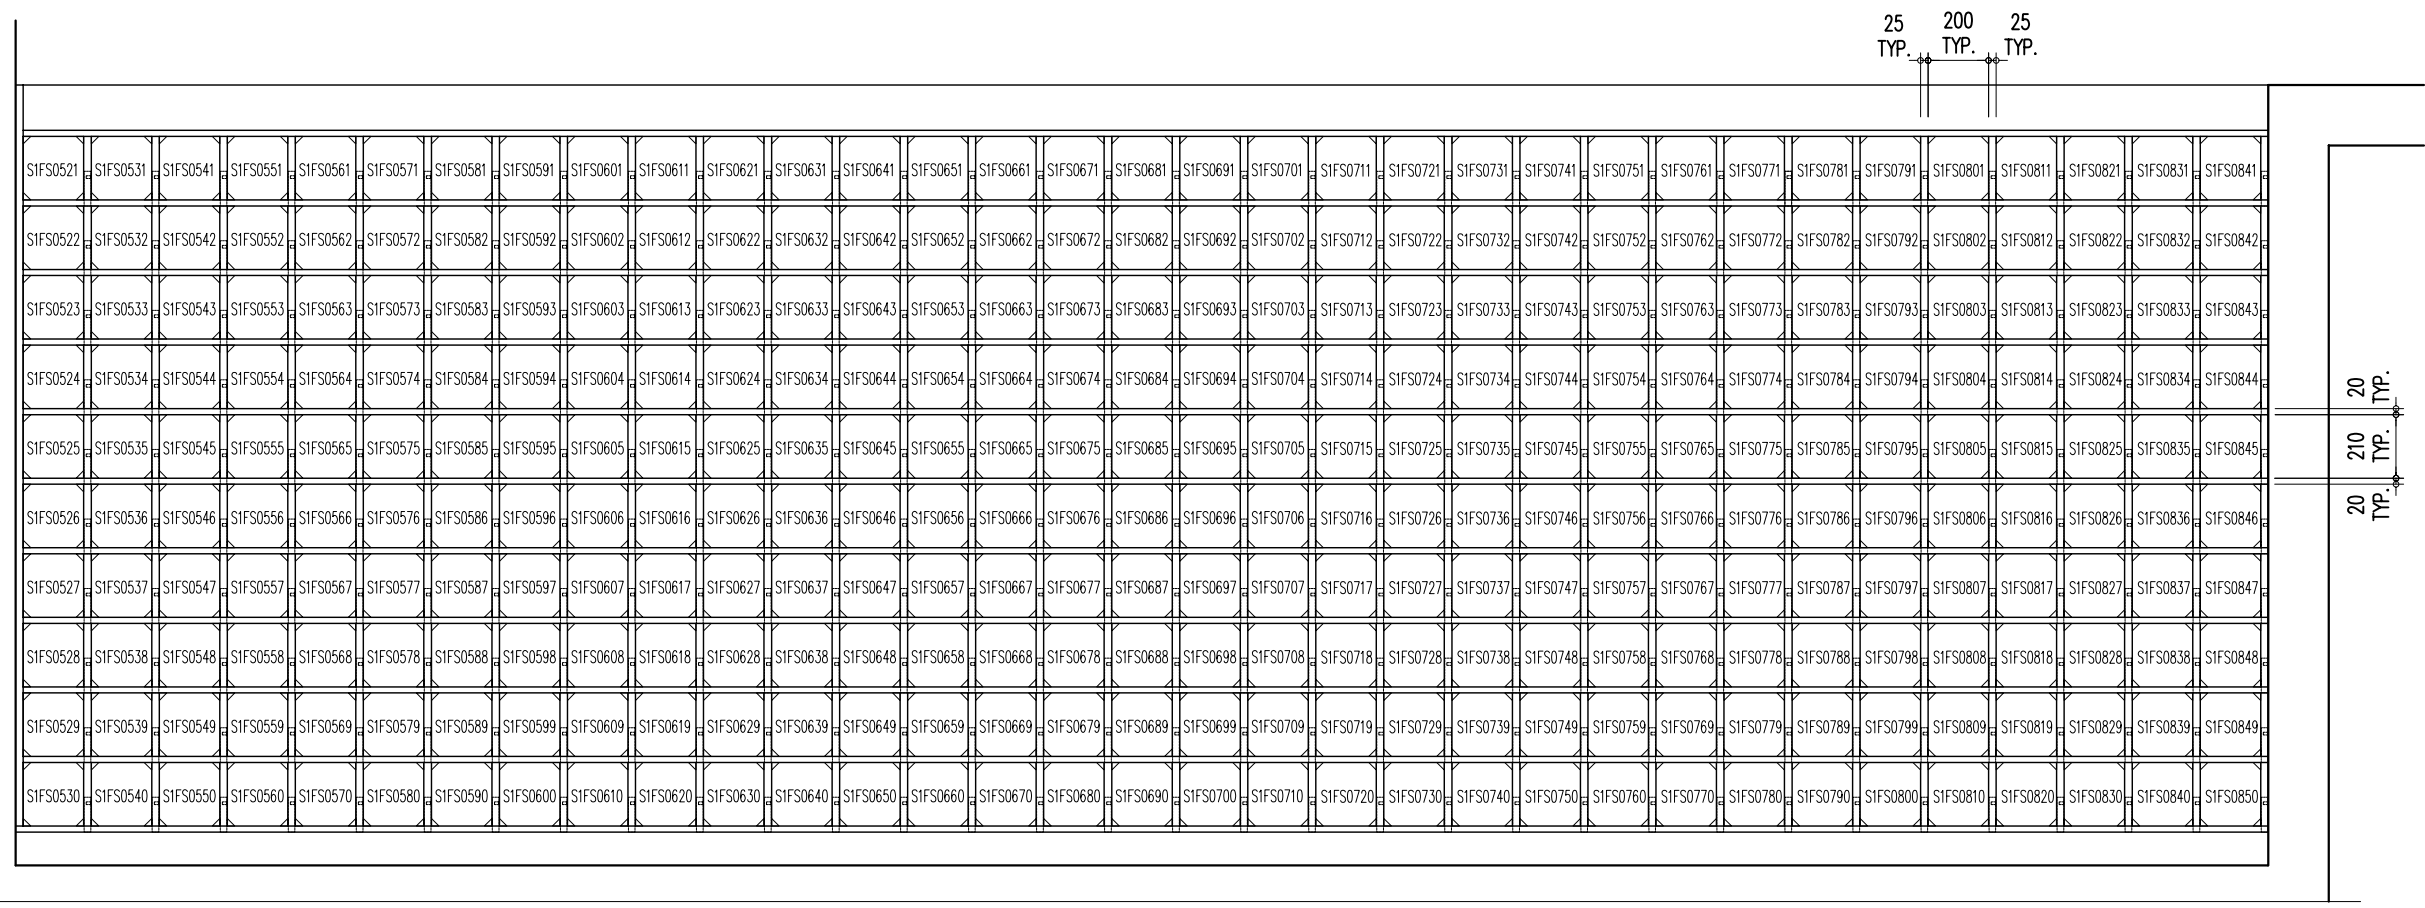 25 200 25
TYP. TYP. TYP.
S1FS0521 S1FS0531 S1FS0541 S1FS0551 S1FS0561 S1FS0571 S1FS0581 S1FS0591 S1FS0601 S1FS0611 S1FS0621 S1FS0631 S1FS0641 S1FS0651 S1FS0661 S1FS0671 S1FS0681 S1FS0691 S1FS0701 S1FS0711 S1FS0721 S1FS0731 S1FS0741 S1FS0751 S1FS0761 S1FS0771 S1FS0781 S1FS0791 S1FS0801 S1FS0811 S1FS0821 S1FS0831 S1FS0841
S1FS0522 S1FS0532 S1FS0542 S1FS0552 S1FS0562 S1FS0572 S1FS0582 S1FS0592 S1FS0602 S1FS0612 S1FS0622 S1FS0632 S1FS0642 S1FS0652 S1FS0662 S1FS0672 S1FS0682 S1FS0692 S1FS0702 S1FS0712 S1FS0722 S1FS0732 S1FS0742 S1FS0752 S1FS0762 S1FS0772 S1FS0782 S1FS0792 S1FS0802 S1FS0812 S1FS0822 S1FS0832 S1FS0842
S1FS0523 S1FS0533 S1FS0543 S1FS0553 S1FS0563 S1FS0573 S1FS0583 S1FS0593 S1FS0603 S1FS0613 S1FS0623 S1FS0633 S1FS0643 S1FS0653 S1FS0663 S1FS0673 S1FS0683 S1FS0693 S1FS0703 S1FS0713 S1FS0723 S1FS0733 S1FS0743 S1FS0753 S1FS0763 S1FS0773 S1FS0783 S1FS0793 S1FS0803 S1FS0813 S1FS0823 S1FS0833 S1FS0843
S1FS0524 S1FS0534 S1FS0544 S1FS0554 S1FS0564 S1FS0574 S1FS0584 S1FS0594 S1FS0604 S1FS0614 S1FS0624 S1FS0634 S1FS0644 S1FS0654 S1FS0664 S1FS0674 S1FS0684 S1FS0694 S1FS0704 S1FS0714 S1FS0724 S1FS0734 S1FS0744 S1FS0754 S1FS0764 S1FS0774 S1FS0784 S1FS0794 S1FS0804 S1FS0814 S1FS0824 S1FS0834 S1FS0844
20 TYP.
S1FS0525 S1FS0535 S1FS0545 S1FS0555 S1FS0565 S1FS0575 S1FS0585 S1FS0595 S1FS0605 S1FS0615 S1FS0625 S1FS0635 S1FS0645 S1FS0655 S1FS0665 S1FS0675 S1FS0685 S1FS0695 S1FS0705 S1FS0715 S1FS0725 S1FS0735 S1FS0745 S1FS0755 S1FS0765 S1FS0775 S1FS0785 S1FS0795 S1FS0805 S1FS0815 S1FS0825 S1FS0835 S1FS0845
210 TYP.
S1FS0526 S1FS0536 S1FS0546 S1FS0556 S1FS0566 S1FS0576 S1FS0586 S1FS0596 S1FS0606 S1FS0616 S1FS0626 S1FS0636 S1FS0646 S1FS0656 S1FS0666 S1FS0676 S1FS0686 S1FS0696 S1FS0706 S1FS0716 S1FS0726 S1FS0736 S1FS0746 S1FS0756 S1FS0766 S1FS0776 S1FS0786 S1FS0796 S1FS0806 S1FS0816 S1FS0826 S1FS0836 S1FS0846
20 TYP.
S1FS0527 S1FS0537 S1FS0547 S1FS0557 S1FS0567 S1FS0577 S1FS0587 S1FS0597 S1FS0607 S1FS0617 S1FS0627 S1FS0637 S1FS0647 S1FS0657 S1FS0667 S1FS0677 S1FS0687 S1FS0697 S1FS0707 S1FS0717 S1FS0727 S1FS0737 S1FS0747 S1FS0757 S1FS0767 S1FS0777 S1FS0787 S1FS0797 S1FS0807 S1FS0817 S1FS0827 S1FS0837 S1FS0847
S1FS0528 S1FS0538 S1FS0548 S1FS0558 S1FS0568 S1FS0578 S1FS0588 S1FS0598 S1FS0608 S1FS0618 S1FS0628 S1FS0638 S1FS0648 S1FS0658 S1FS0668 S1FS0678 S1FS0688 S1FS0698 S1FS0708 S1FS0718 S1FS0728 S1FS0738 S1FS0748 S1FS0758 S1FS0768 S1FS0778 S1FS0788 S1FS0798 S1FS0808 S1FS0818 S1FS0828 S1FS0838 S1FS0848
S1FS0529 S1FS0539 S1FS0549 S1FS0559 S1FS0569 S1FS0579 S1FS0589 S1FS0599 S1FS0609 S1FS0619 S1FS0629 S1FS0639 S1FS0649 S1FS0659 S1FS0669 S1FS0679 S1FS0689 S1FS0699 S1FS0709 S1FS0719 S1FS0729 S1FS0739 S1FS0749 S1FS0759 S1FS0769 S1FS0779 S1FS0789 S1FS0799 S1FS0809 S1FS0819 S1FS0829 S1FS0839 S1FS0849
S1FS0530 S1FS0540 S1FS0550 S1FS0560 S1FS0570 S1FS0580 S1FS0590 S1FS0600 S1FS0610 S1FS0620 S1FS0630 S1FS0640 S1FS0650 S1FS0660 S1FS0670 S1FS0680 S1FS0690 S1FS0700 S1FS0710 S1FS0720 S1FS0730 S1FS0740 S1FS0750 S1FS0760 S1FS0770 S1FS0780 S1FS0790 S1FS0800 S1FS0810 S1FS0820 S1FS0830 S1FS0840 S1FS0850